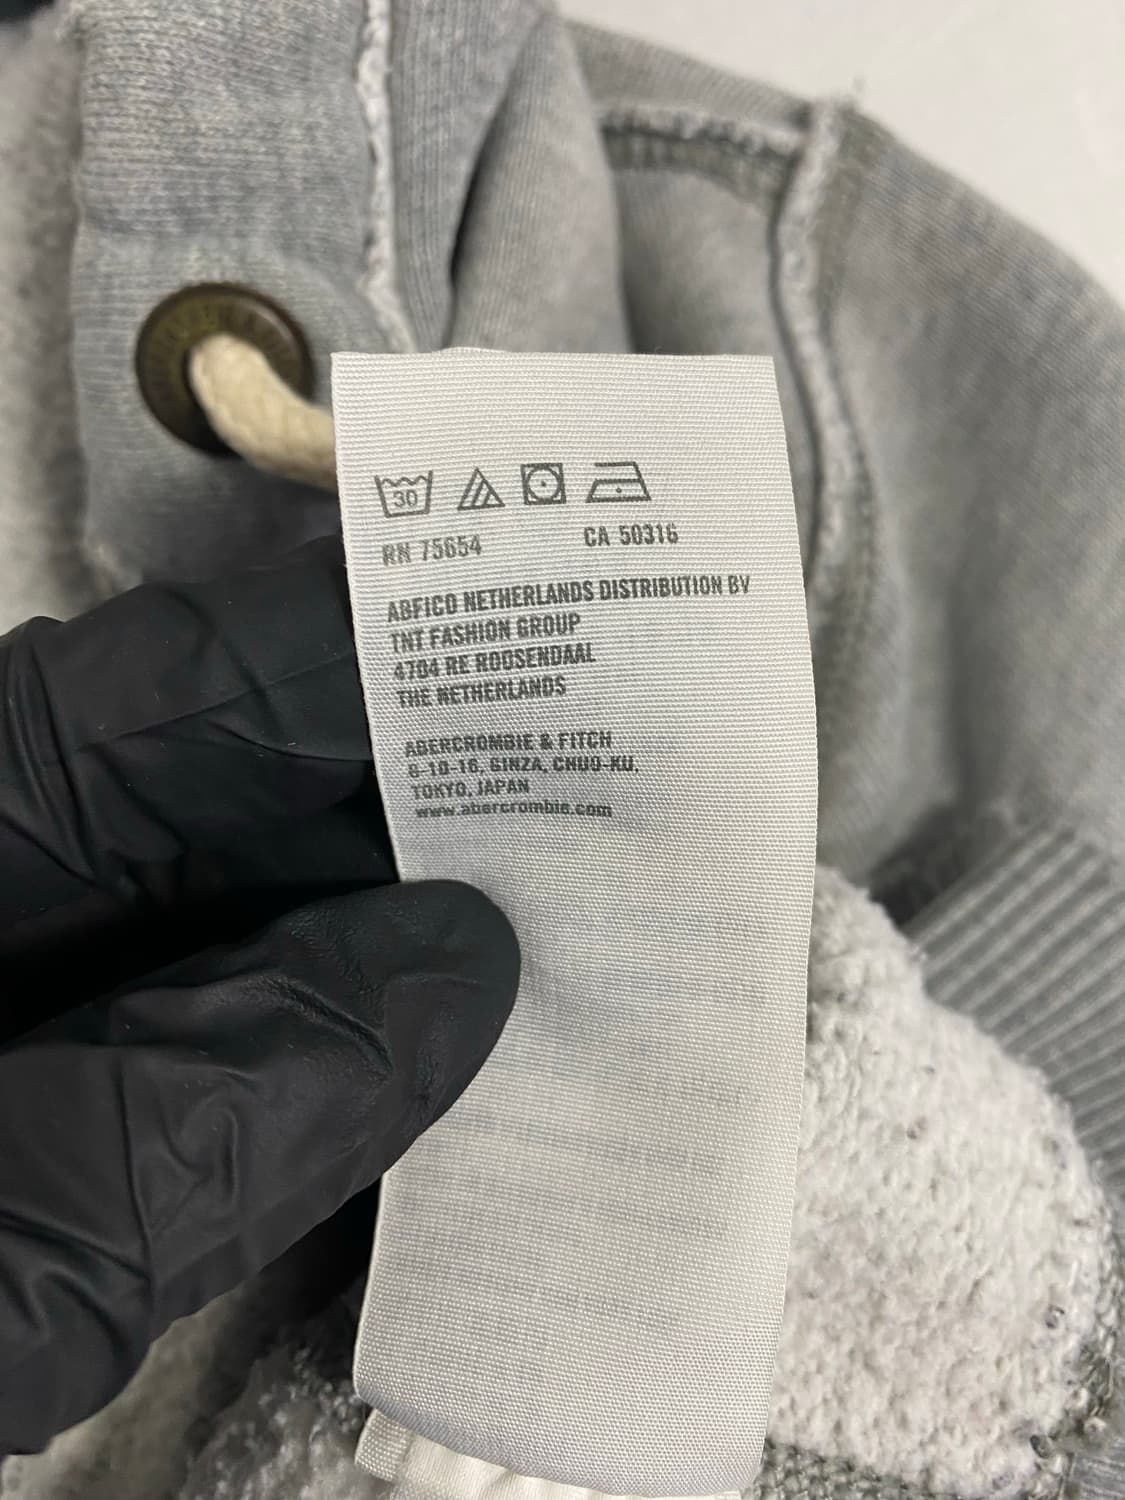 30
RN 75654 CA 50316
ABFICO NETHERLANDS DISTRIBUTION BV
TNT FASHION GROUP
4704 RE ROOSENDAAL
THE NETHERLANDS
ABERCROMBIE & FITCH
6-10-16, GINZA, CHUO-KU,
TOKYO, JAPAN
www.abercrombie.com